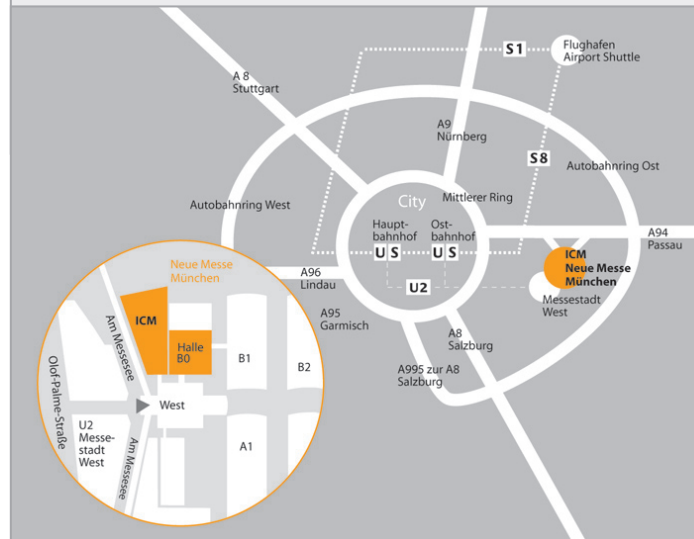 S1
Flughafen
Airport Shuttle
A 8
Stuttgart
A9
Nürnberg
S8
Autobahnring Ost
Autobahnring West
City
Mittlerer Ring
Haupt-
bahnhof
Ost-
bahnhof
U S
U S
A94
Passau
ICM
Neue Messe
München
U2
Messestadt
West
A96
Lindau
A95
Garmisch
A8
Salzburg
A995 zur A8
Salzburg
Neue Messe
München
ICM
Am Messesee
Halle
B0
B1
B2
Olof-Palme-Straße
West
U2
Messe-
stadt
West
Am Messesee
A1